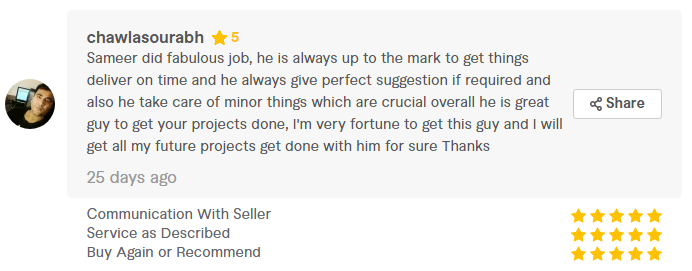 chawlasourabh 5
Sameer did fabulous job, he is always up to the mark to get things
deliver on time and he always give perfect suggestion if required and
also he take care of minor things which are crucial overall he is great
guy to get your projects done, I'm very fortune to get this guy and I will
get all my future projects get done with him for sure Thanks
Share
25 days ago
Communication With Seller
Service as Described
Buy Again or Recommend